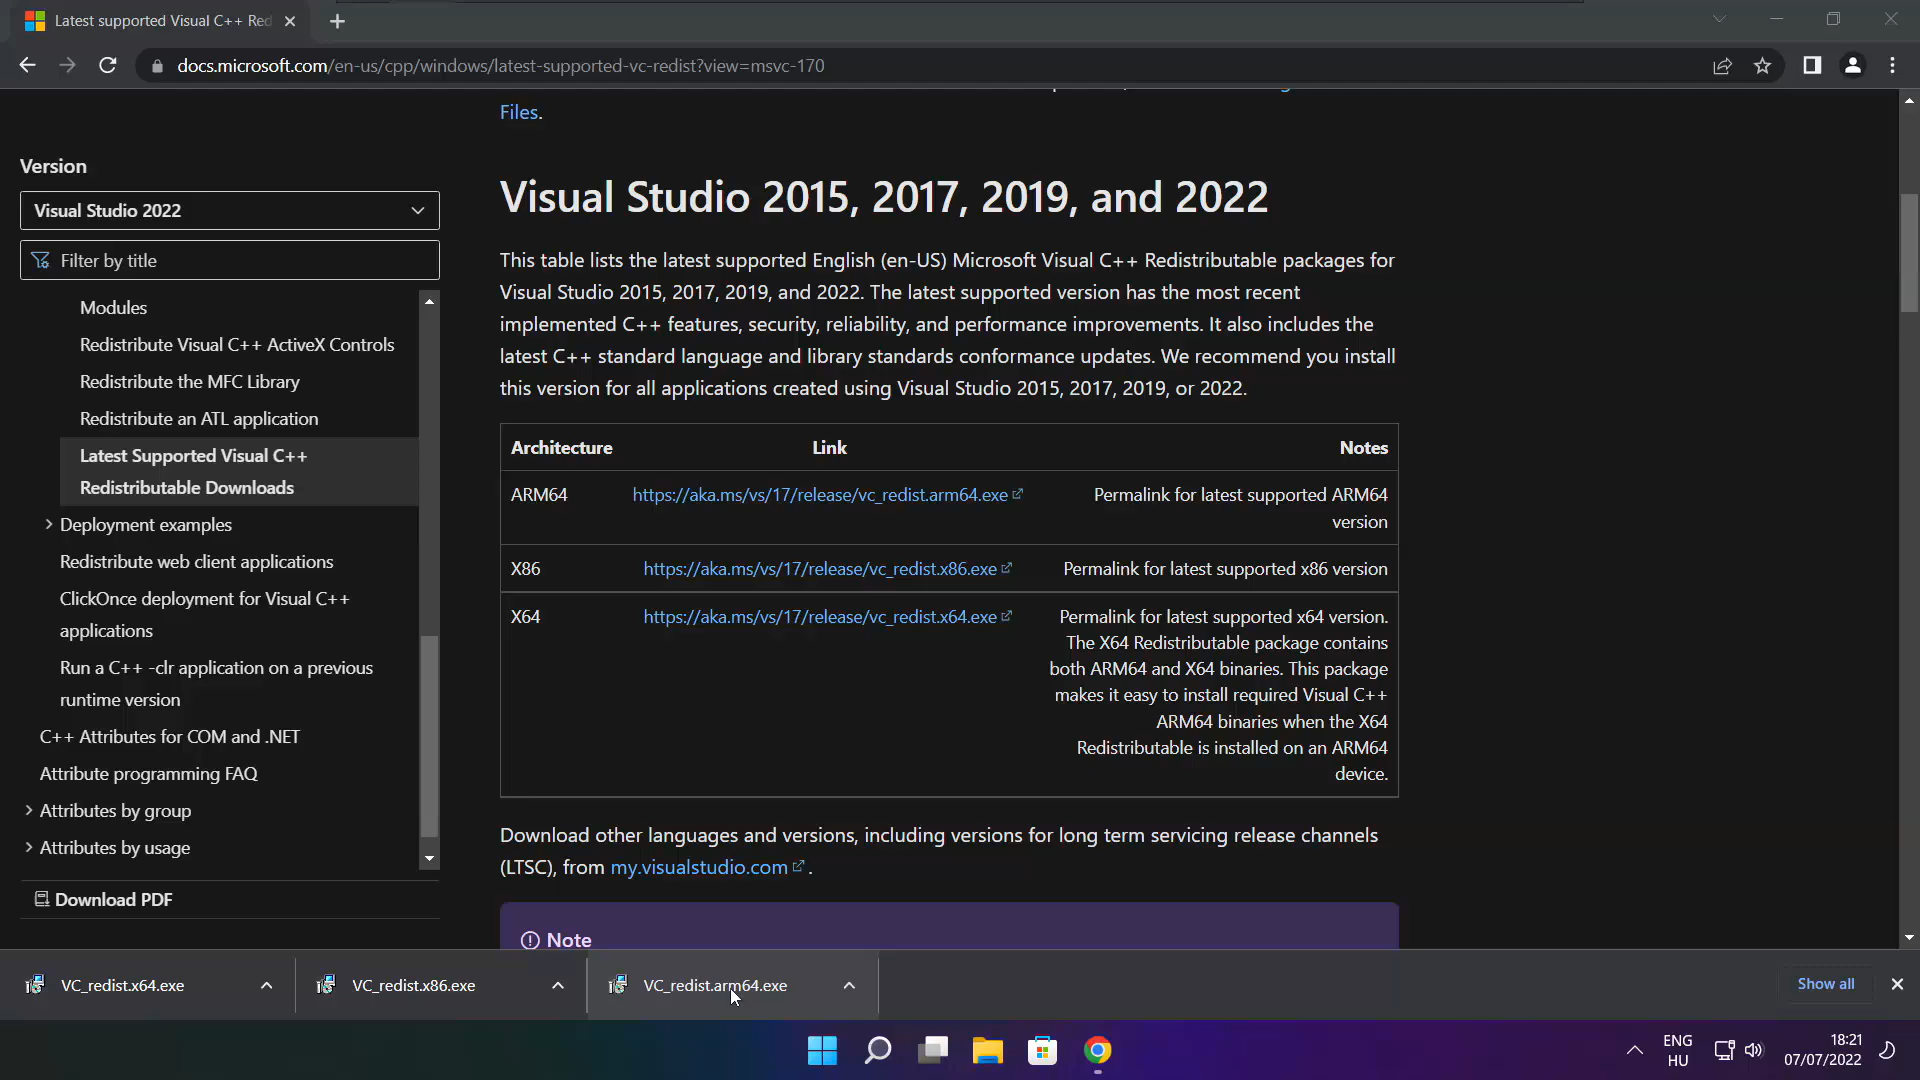 Latest supported Visual C++ Red
docs.microsoft.com/en-us/cpp/windows/latest-supported-vc-redist?view=msvc-170
Files.
Version
Visual Studio 2022
Filter by title
Modules
Redistribute Visual C++ ActiveX Controls
Redistribute the MFC Library
Redistribute an ATL application
Latest Supported Visual C++
Redistributable Downloads
Deployment examples
Redistribute web client applications
ClickOnce deployment for Visual C++
applications
Run a C++ -clr application on a previous
runtime version
C++ Attributes for COM and .NET
Attribute programming FAQ
Attributes by group
Attributes by usage
Download PDF
Visual Studio 2015, 2017, 2019, and 2022
This table lists the latest supported English (en-US) Microsoft Visual C++ Redistributable packages for
Visual Studio 2015, 2017, 2019, and 2022. The latest supported version has the most recent
implemented C++ features, security, reliability, and performance improvements. It also includes the
latest C++ standard language and library standards conformance updates. We recommend you install
this version for all applications created using Visual Studio 2015, 2017, 2019, or 2022.
Architecture Link Notes
ARM64 https://aka.ms/vs/17/release/vc_redist.arm64.exe Permalink for latest supported ARM64
version
X86 https://aka.ms/vs/17/release/vc_redist.x86.exe Permalink for latest supported x86 version
X64 https://aka.ms/vs/17/release/vc_redist.x64.exe Permalink for latest supported x64 version.
The X64 Redistributable package contains
both ARM64 and X64 binaries. This package
makes it easy to install required Visual C++
ARM64 binaries when the X64
Redistributable is installed on an ARM64
device.
Download other languages and versions, including versions for long term servicing release channels
(LTSC), from my.visualstudio.com .
Note
VC_redist.x64.exe
VC_redist.x86.exe
VC_redist.arm64.exe
Show all
ENG
HU
18:21
07/07/2022